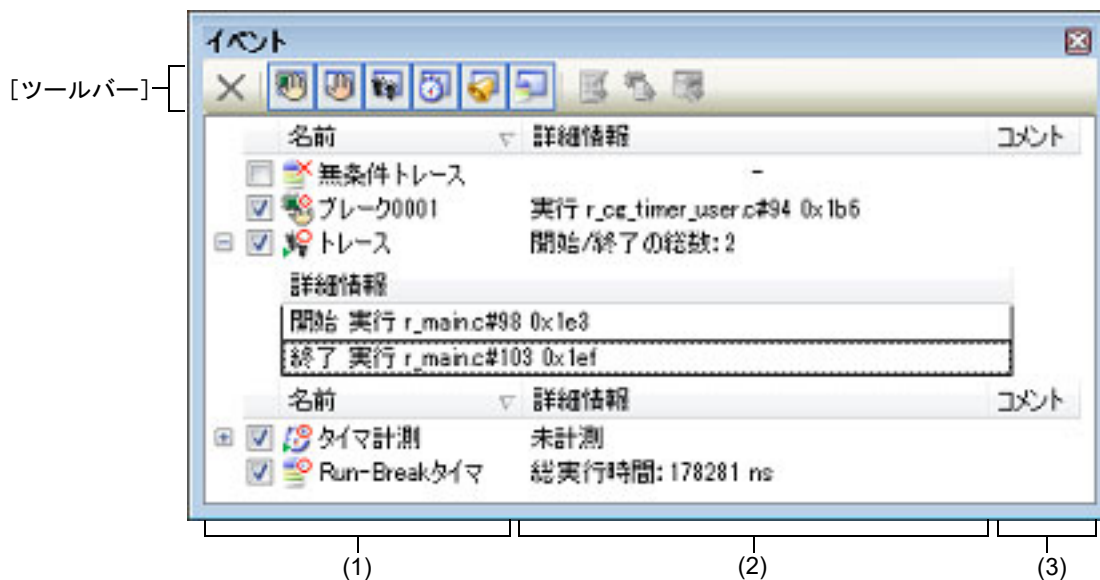 イベント
[ツールバー]
名前 詳細情報 コメント
無条件トレース -
ブレーク0001 実行 r_cg_timer_user.c#94 0x1b6
トレース 開始/終了の総数: 2
詳細情報
開始 実行 r_main.c#98 0x1e3
終了 実行 r_main.c#103 0x1ef
名前 詳細情報 コメント
タイマ計測 未計測
Run-Breakタイマ 総実行時間: 178281 ns
(1) (2) (3)